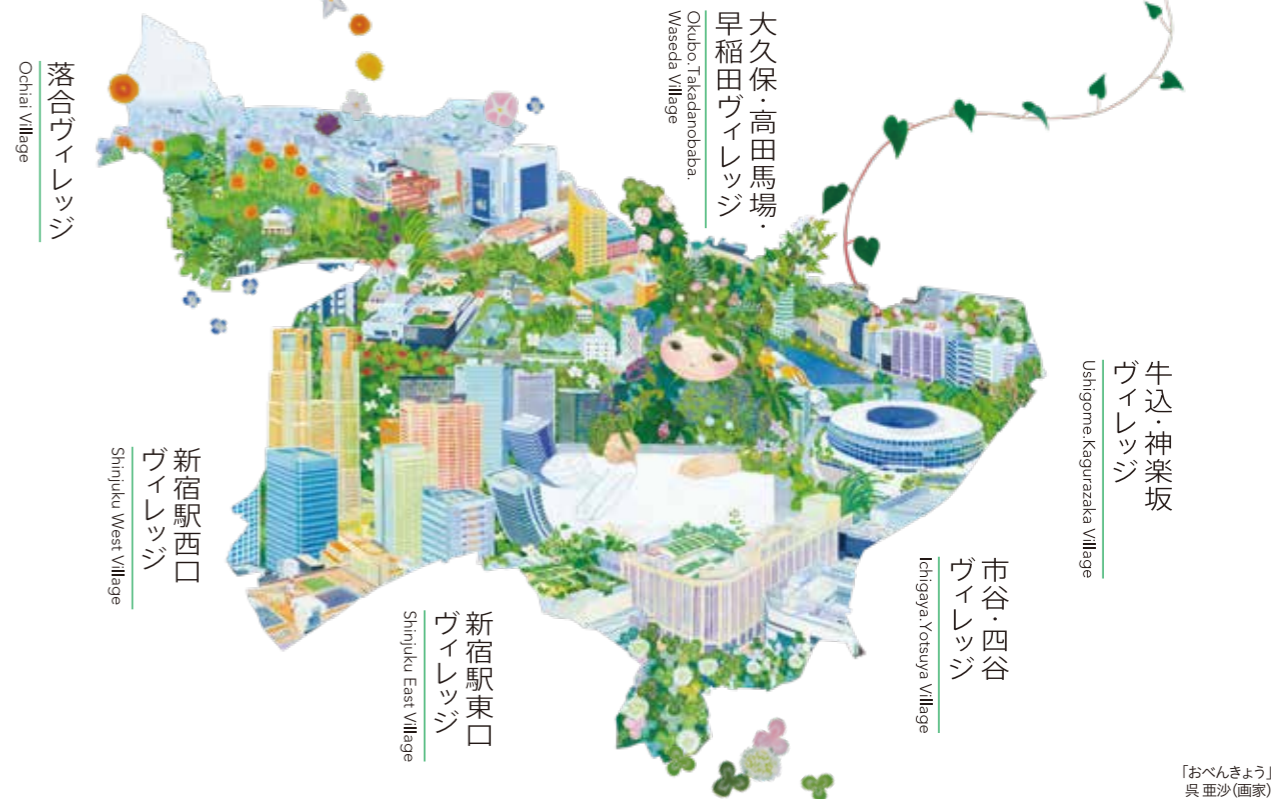 落合ヴィレッジ
Ochiai Village
大久保・高田馬場・
早稲田ヴィレッジ
Okubo.Takadanobaba.
Waseda Village
牛込・神楽坂
ヴィレッジ
Ushigome.Kagurazaka Village
新宿駅西口
ヴィレッジ
Shinjuku West Village
新宿駅東口
ヴィレッジ
Shinjuku East Village
市谷・四谷
ヴィレッジ
Ichigaya.Yotsuya Village
「おべんきょう」
呉 亜沙(画家)